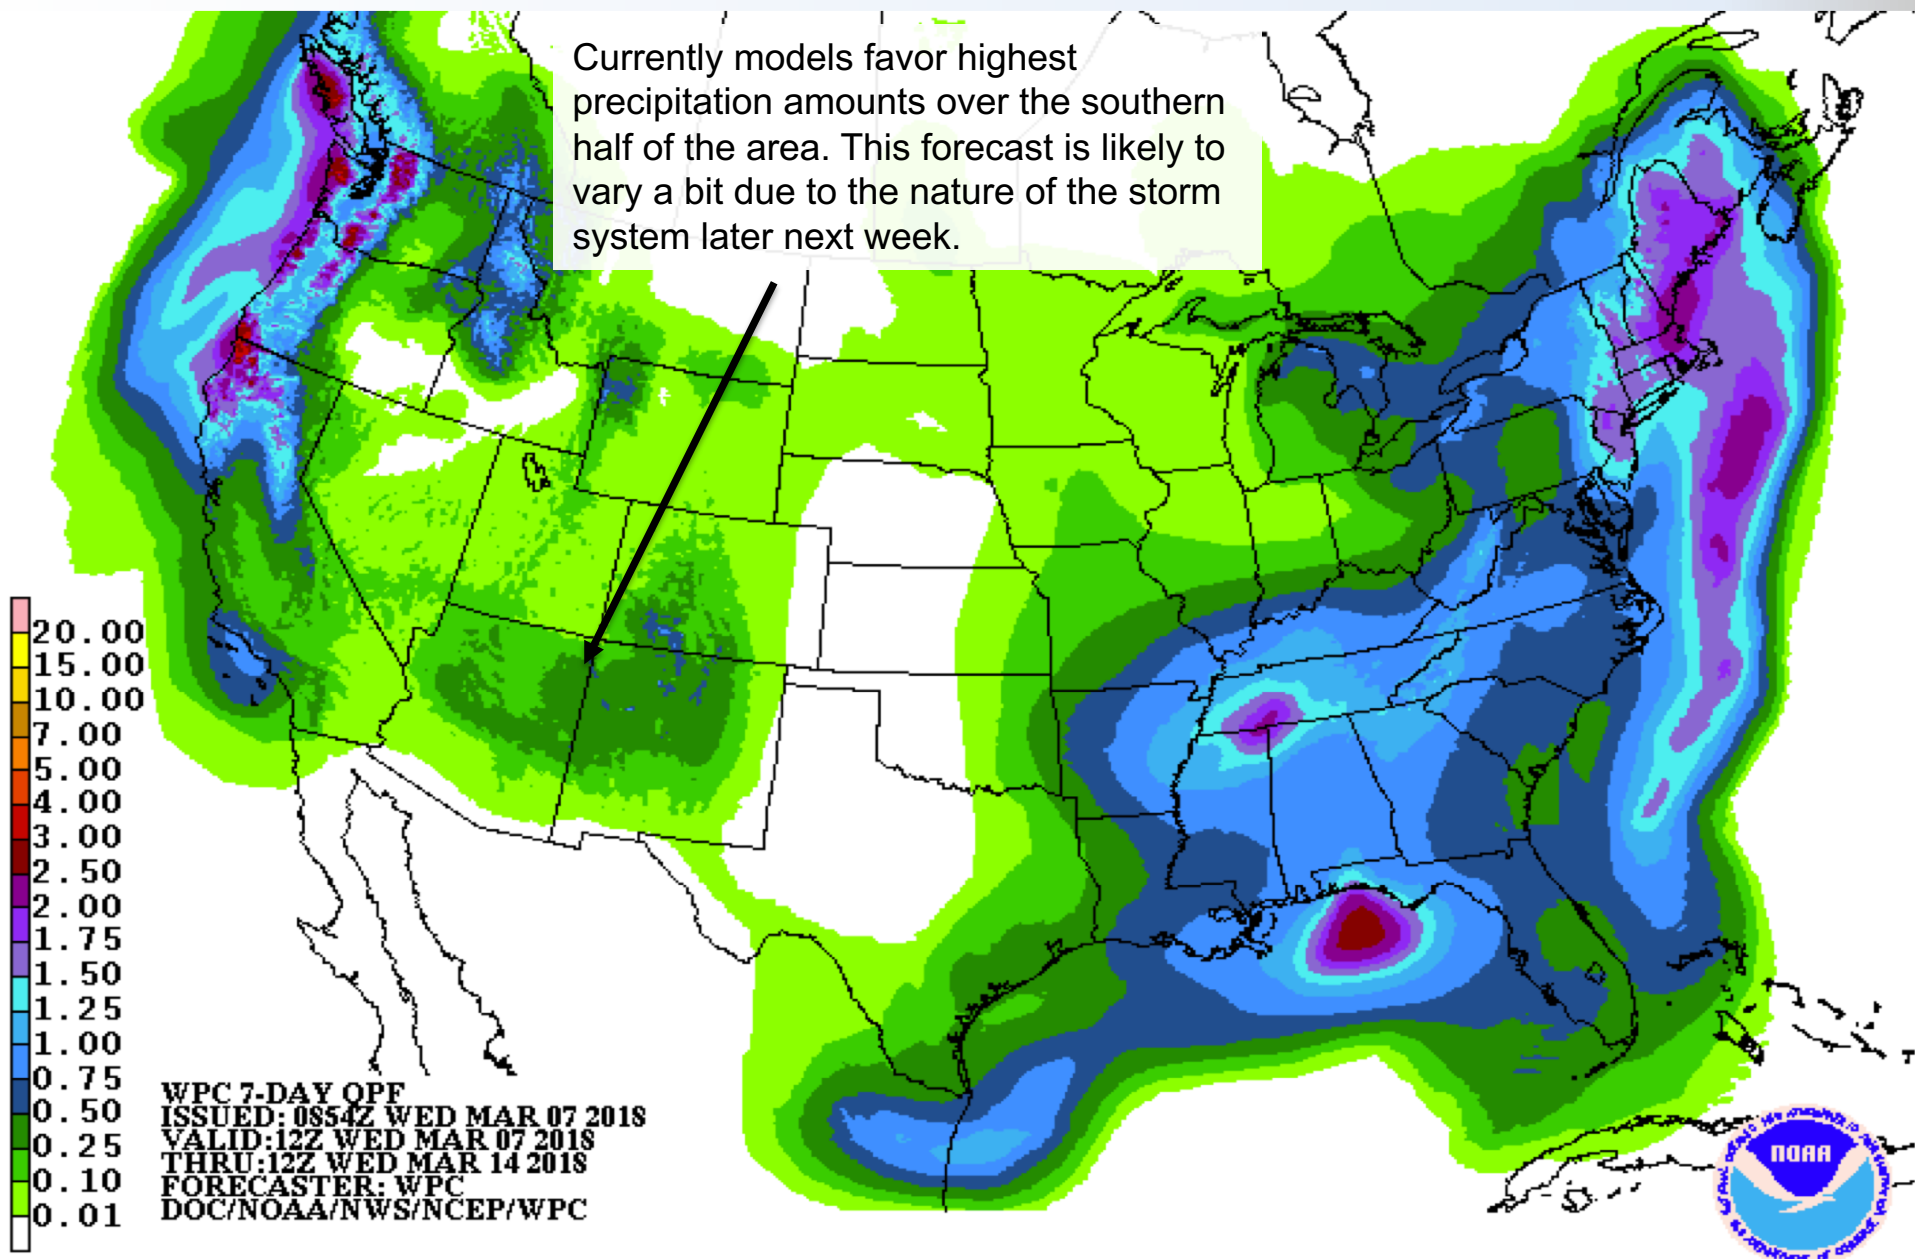 Currently models favor highest
precipitation amounts over the southern
half of the area. This forecast is likely to
vary a bit due to the nature of the storm
system later next week.
20.00
15.00
10.00
7.00
5.00
4.00
3.00
2.50
2.00
1.75
1.50
1.25
1.00
0.75
0.50
0.25
0.10
0.01
WPC 7-DAY QPF
ISSUED: 0854Z WED MAR 07 2018
VALID:12Z WED MAR 07 2018
THRU:12Z WED MAR 14 2018
FORECASTER: WPC
DOC/NOAA/NWS/NCEP/WPC
NOAA